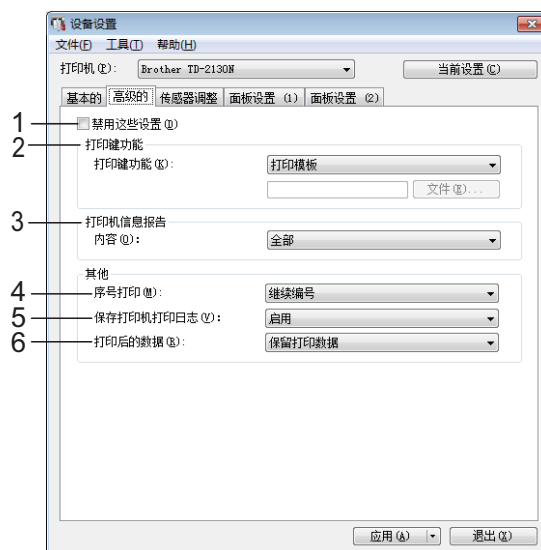 设备设置
文件(F) 工具(T) 帮助(H)
打印机(P): Brother TD-2130N 当前设置(C)
基本的 高级的 传感器调整 面板设置 (1) 面板设置 (2)
1 禁用这些设置(D)
2 打印键功能
打印键功能(K): 打印模板
文件(E)...
3 打印机信息报告
内容(O): 全部
其他
4 序号打印(M): 继续编号
5 保存打印机打印日志(V): 启用
6 打印后的数据(R): 保留打印数据
应用(A) 退出(X)